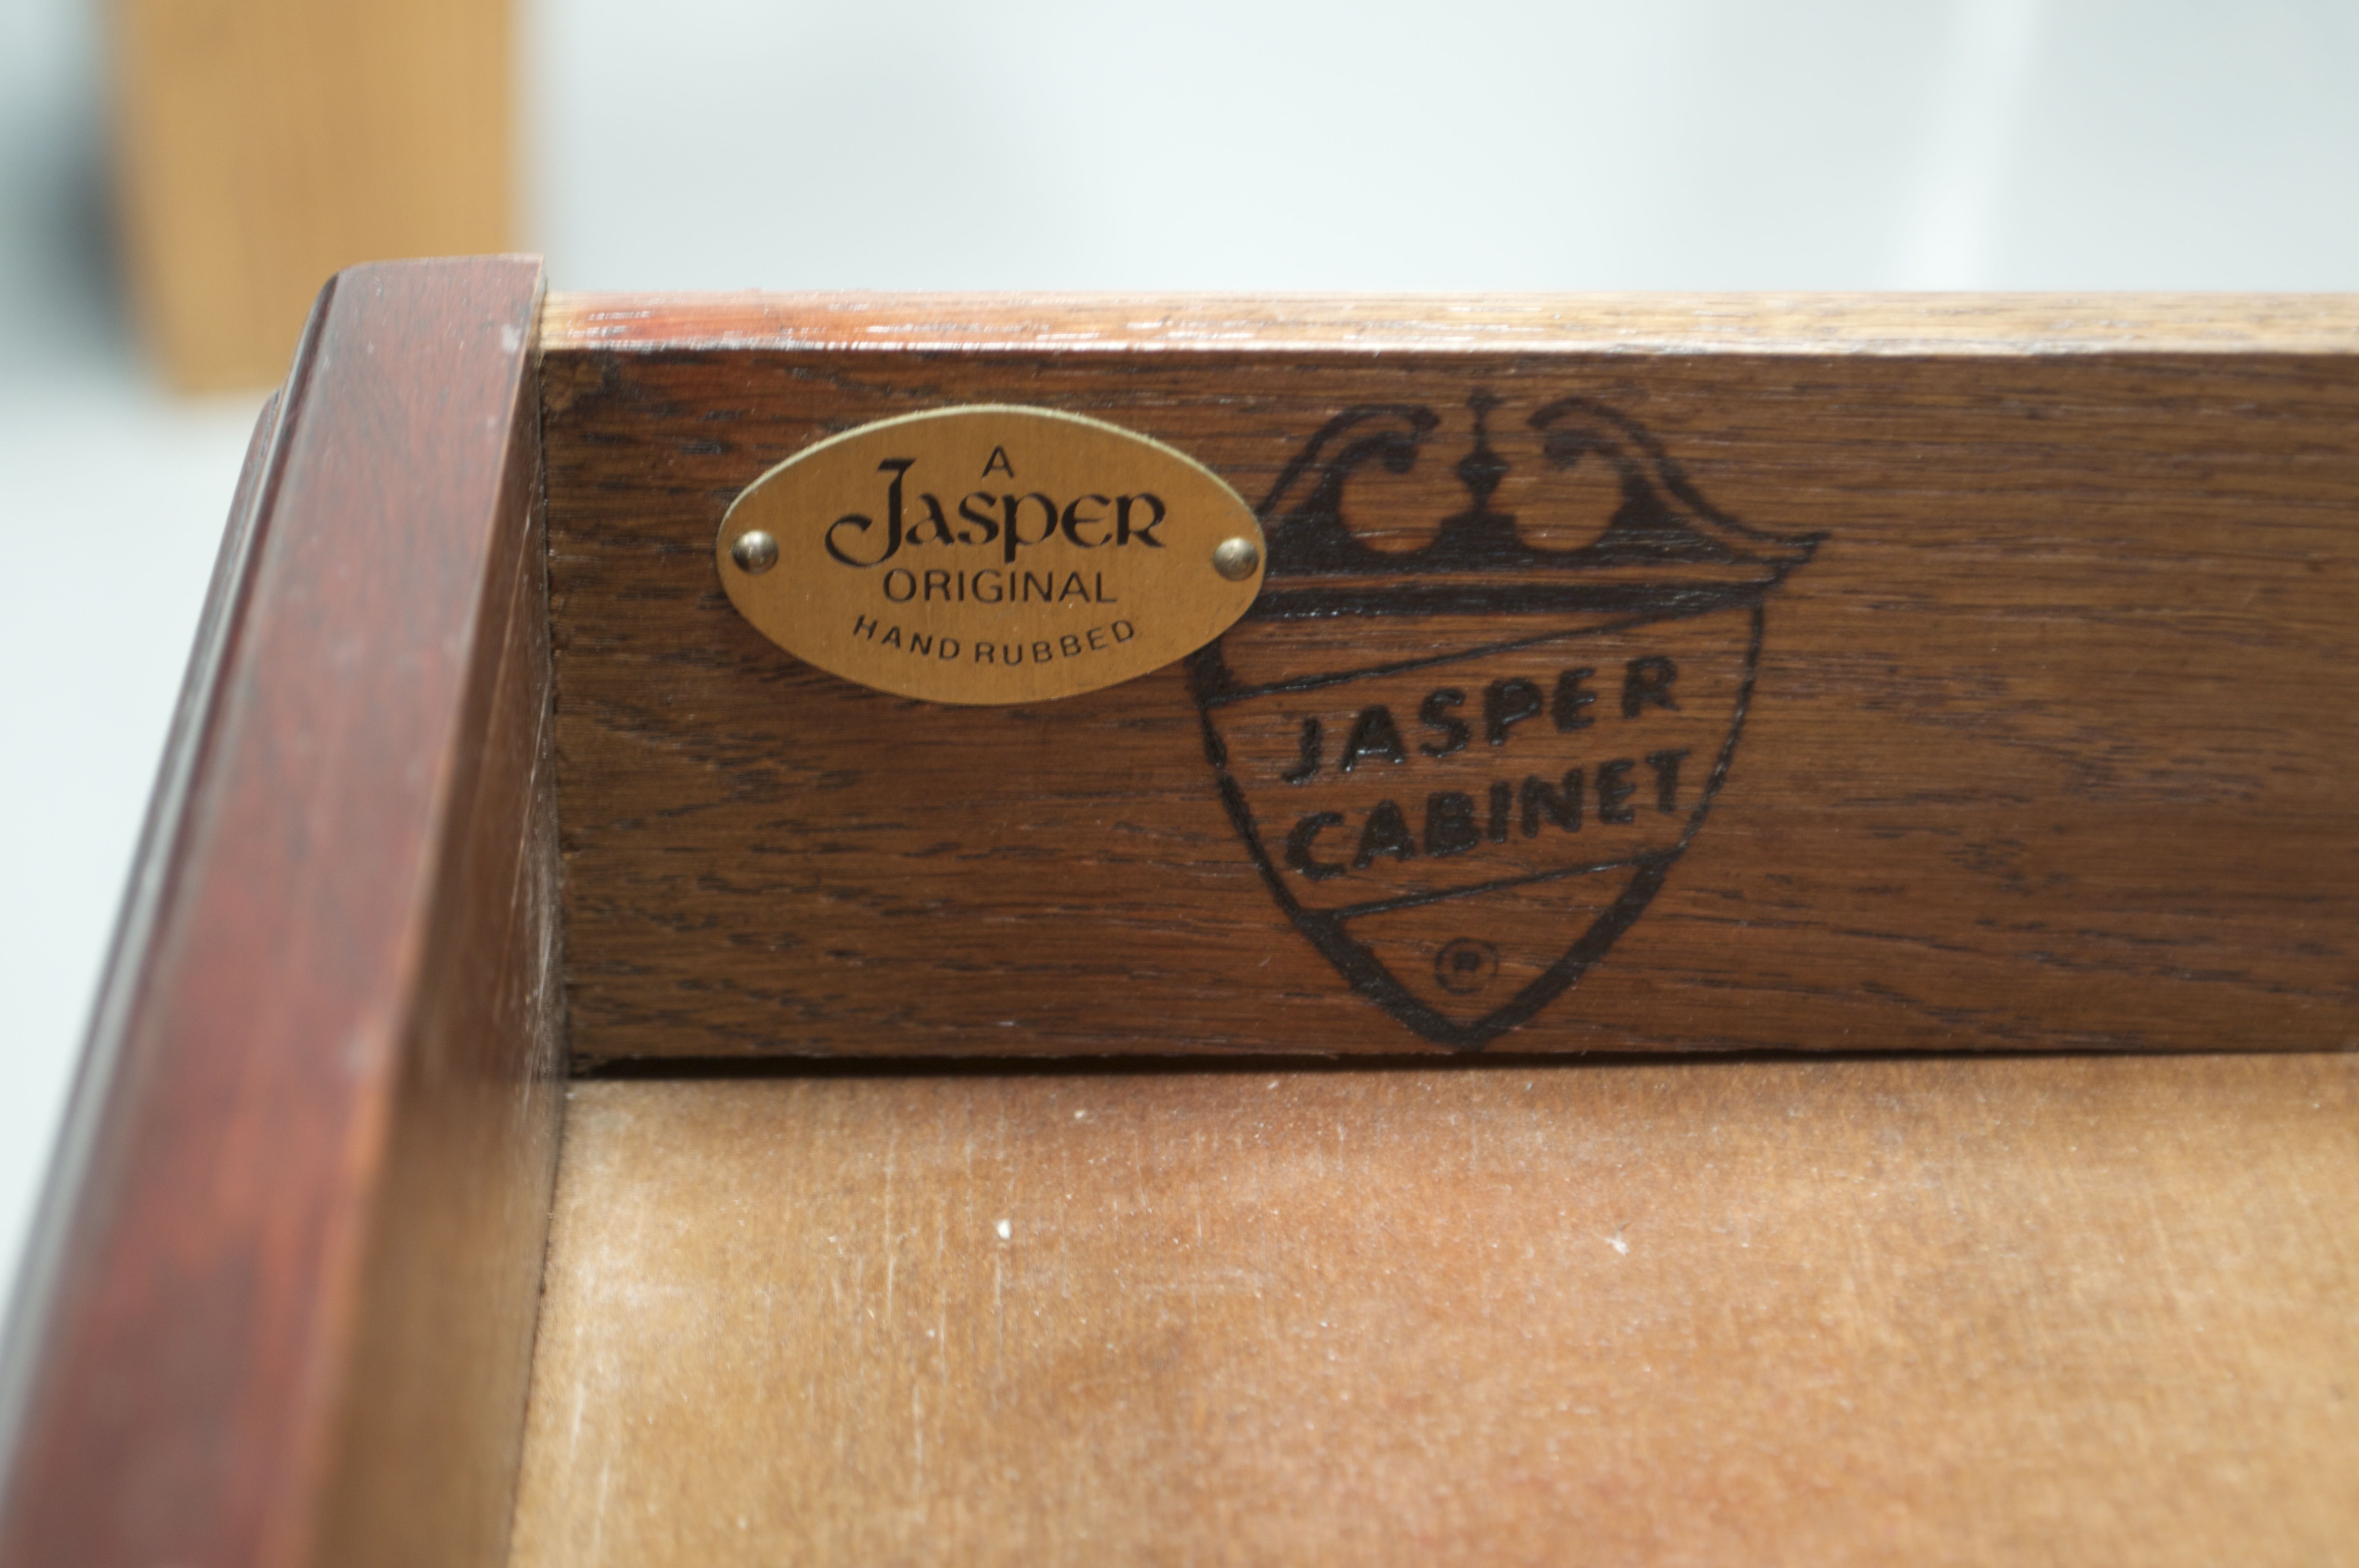 A
Jasper
ORIGINAL
HAND RUBBED
JASPER
CABINET
®